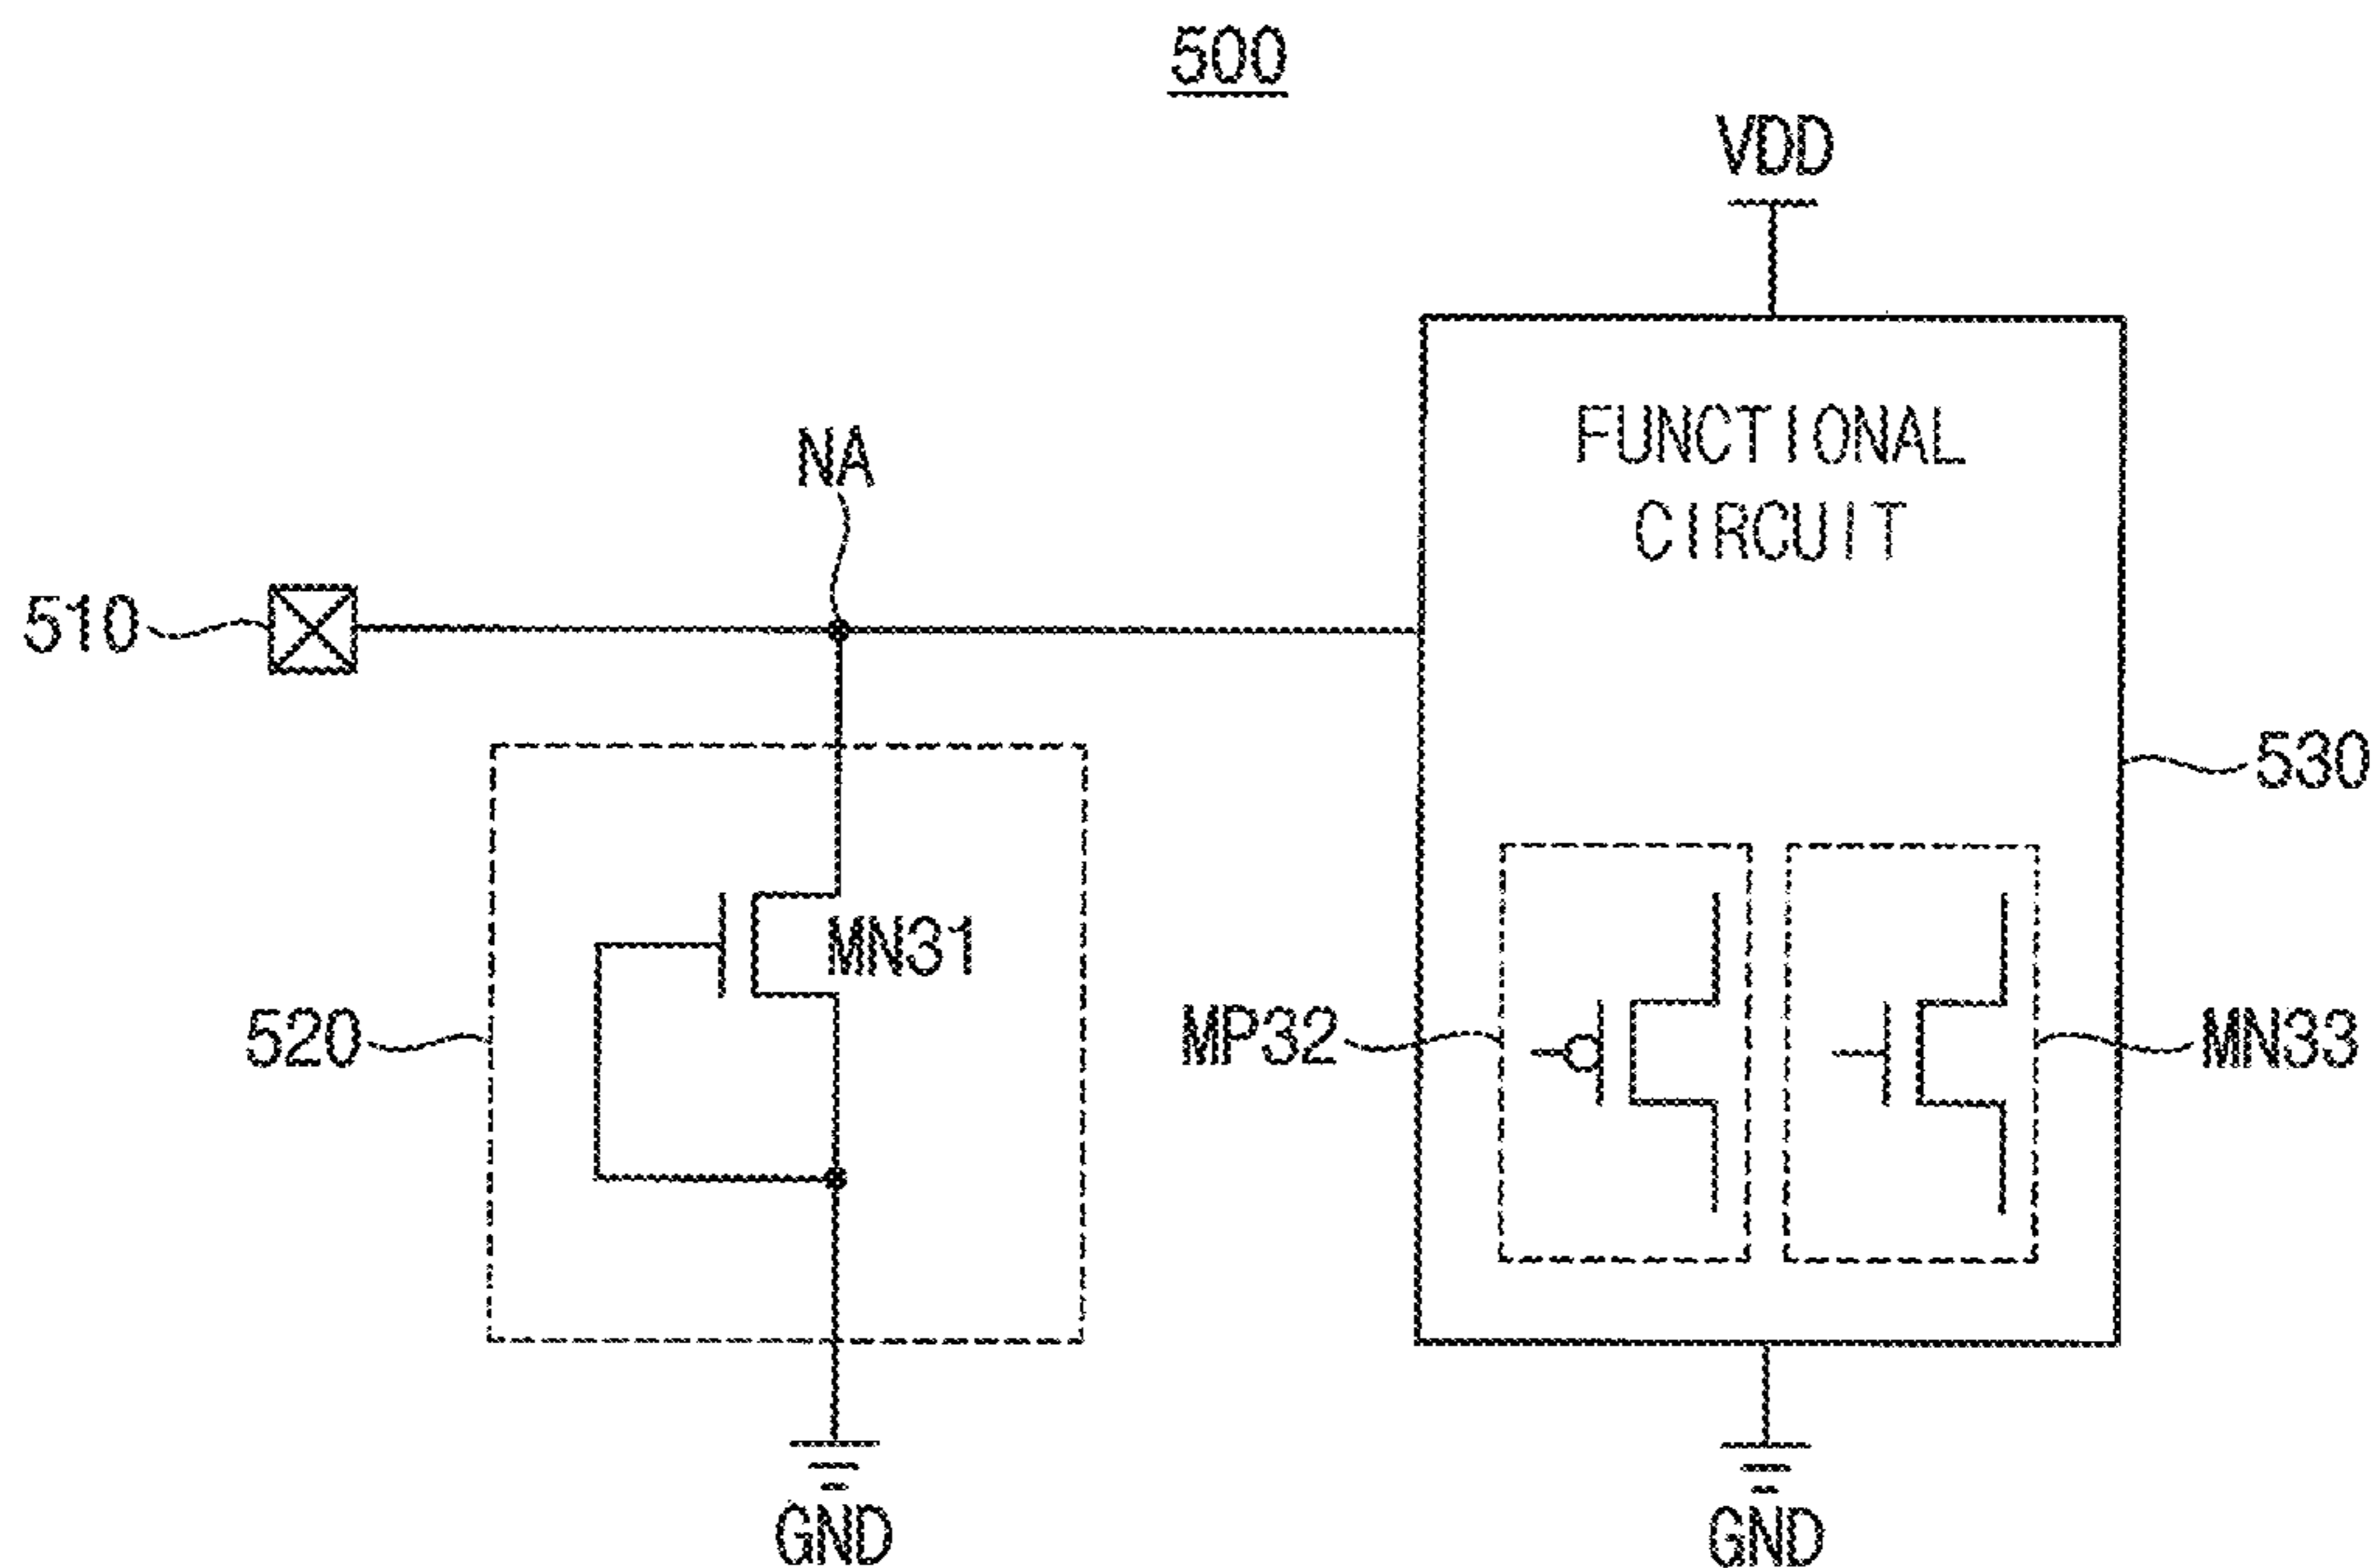 500
VDD
FUNCTIONAL
CIRCUIT
NA
510
530
MN31
520
MP32
MN33
GND
GND